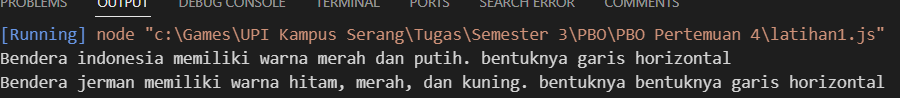 PROBLEMS OUTPUT DEBUG CONSOLE TERMINAL PORTS SEARCH ERROR COMMENTS
[Running] node "c:\Games\UPI Kampus Serang\Tugas\Semester 3\PBO\PBO Pertemuan 4\latihan1.js"
Bendera indonesia memiliki warna merah dan putih. bentuknya garis horizontal
Bendera jerman memiliki warna hitam, merah, dan kuning. bentuknya bentuknya garis horizontal